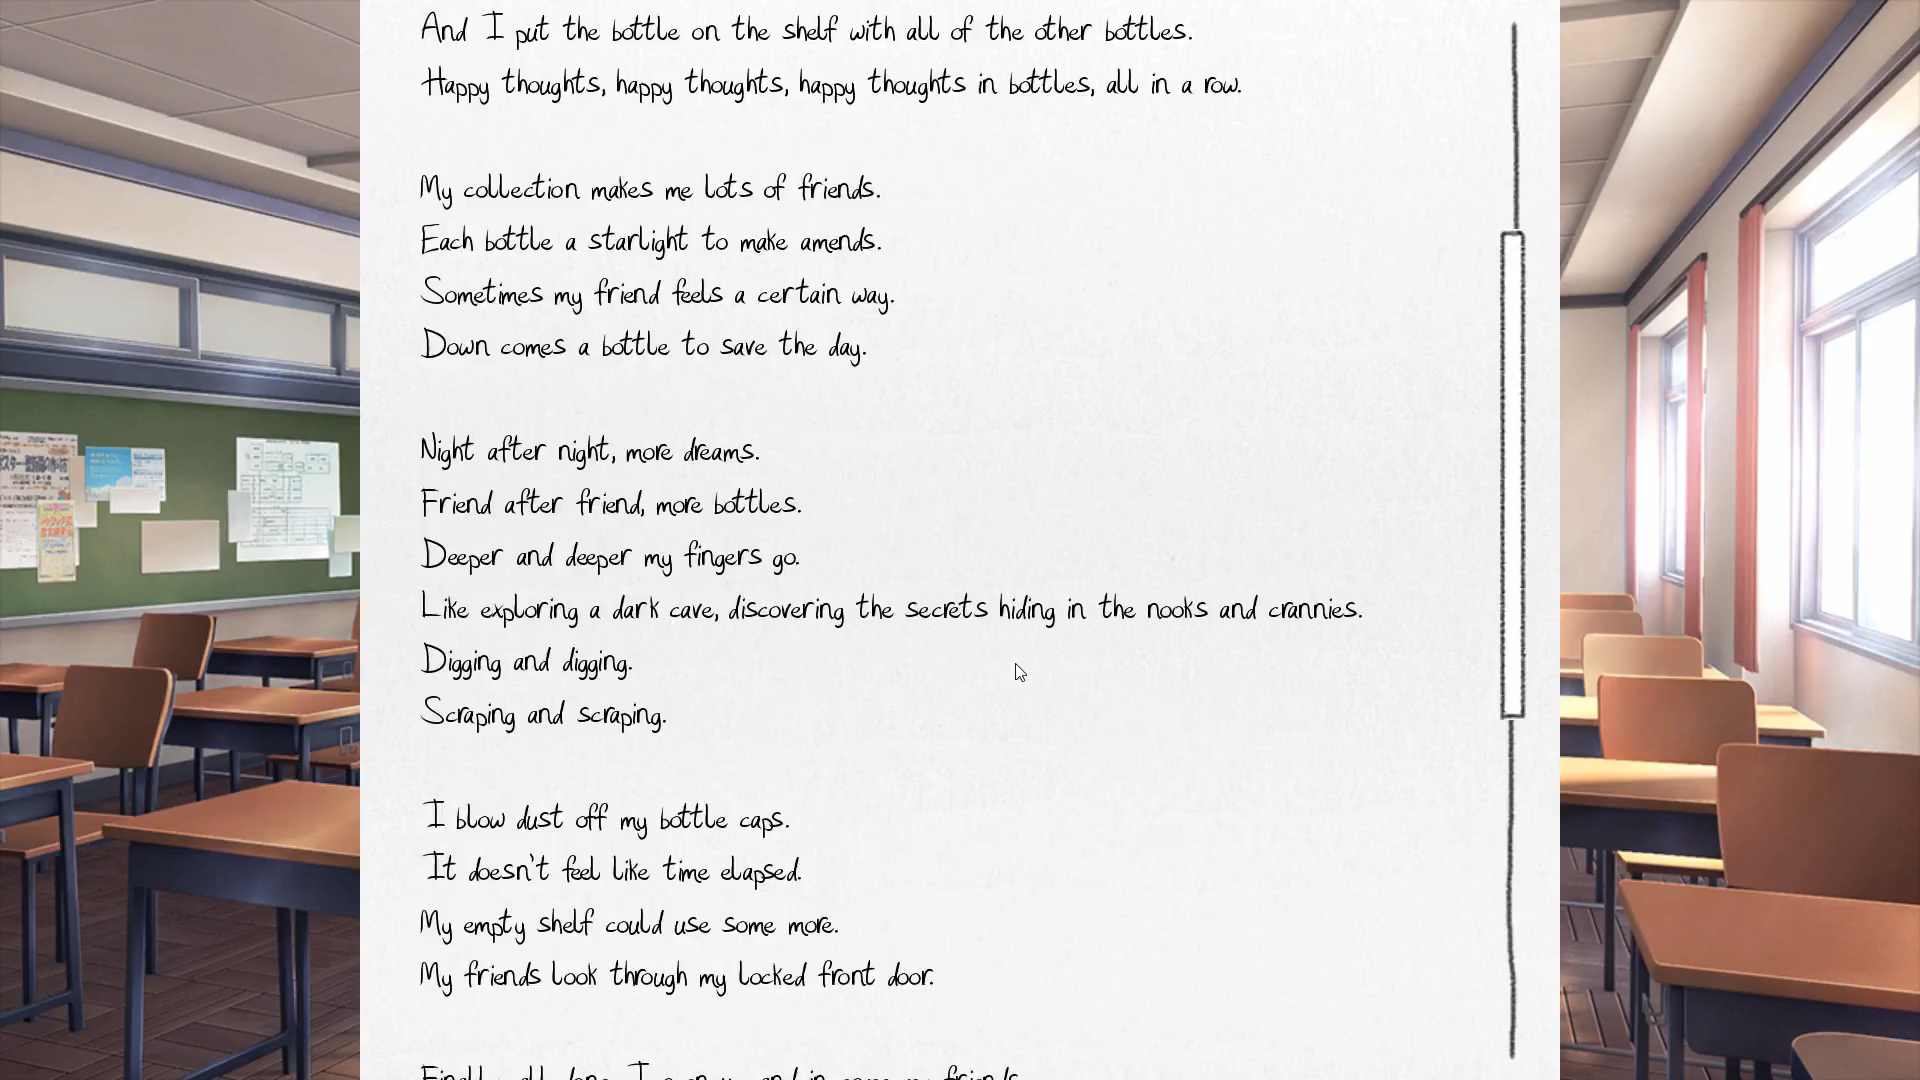 And I put the bottle on the shelf with all of the other bottles.
Happy thoughts, happy thoughts, happy thoughts in bottles, all in a row.
My collection makes me lots of friends.
Each bottle a starlight to make amends.
Sometimes my friend feels a certain way.
Down comes a bottle to save the day.
Night after night, more dreams.
Friend after friend, more bottles.
Deeper and deeper my fingers go.
Like exploring a dark cave, discovering the secrets hiding in the nooks and crannies.
Digging and digging.
Scraping and scraping.
I blow dust off my bottle caps.
It doesn't feel like time elapsed.
My empty shelf could use some more.
My friends look through my locked front door.